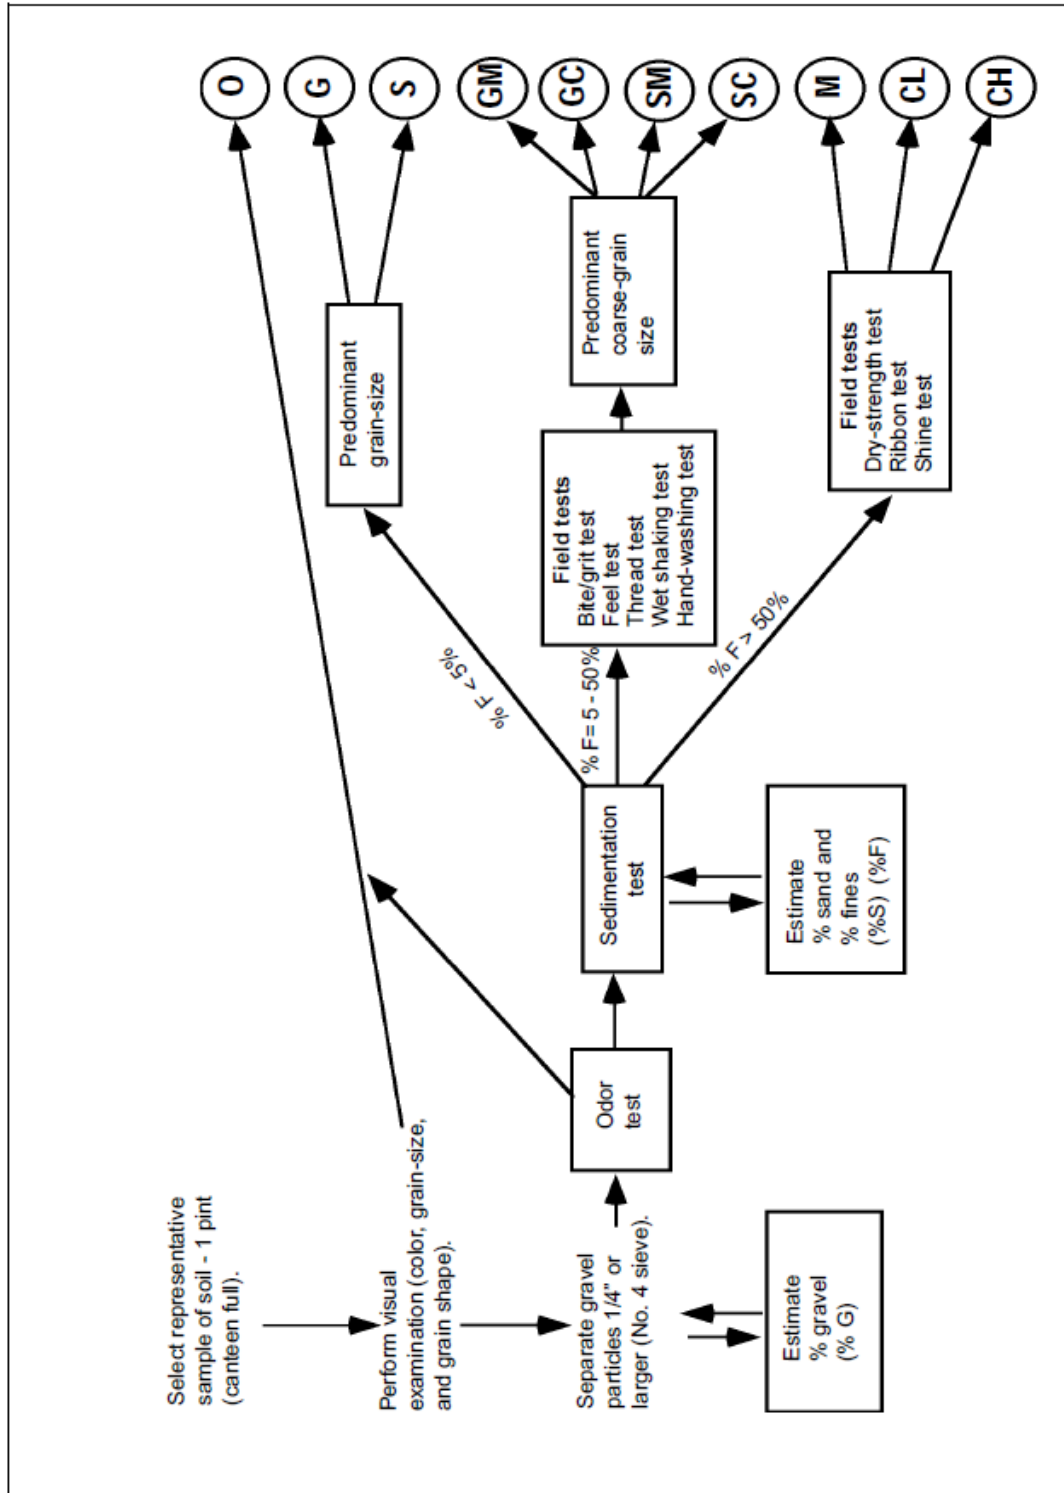 Select representative
sample of soil - 1 pint
(canteen full).
Perform visual
examination (color, grain-size,
and grain shape).
Separate gravel
particles 1/4" or
larger (No. 4 sieve).
Estimate
% gravel
(% G)
Odor
test
Sedimentation
test
Estimate
% sand and
% fines
(%S) (%F)
% F < 5%
% F= 5 - 50%
% F > 50%
Predominant
grain-size
Field tests
Bite/grit test
Feel test
Thread test
Wet shaking test
Hand-washing test
Predominant
coarse-grain
size
Field tests
Dry-strength test
Ribbon test
Shine test
O
G
S
GM
GC
SM
SC
M
CL
CH